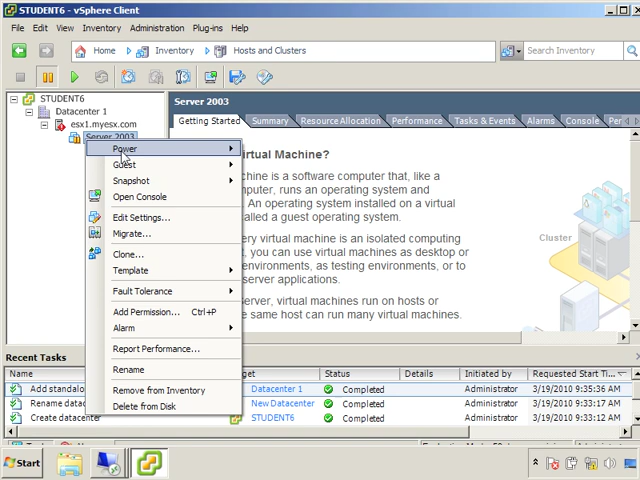 STUDENT6 - vSphere Client
File Edit View Inventory Administration Plug-ins Help
Home Inventory Hosts and Clusters Search Inventory
STUDENT6
Datacenter 1
esx1.myesx.com
Server 2003
Server 2003
Getting Started Summary Resource Allocation Performance Tasks & Events Alarms Console
Power
Guest
Snapshot
Open Console
Edit Settings...
Migrate...
Clone...
Template
Fault Tolerance
Add Permission... Ctrl+P
Alarm
Report Performance...
Rename
Remove from Inventory
Delete from Disk
irtual Machine?
chine is a software computer that, like a
mputer, runs an operating system and
. An operating system on a virtual
alled a guest operating system.
ery virtual machine is an isolated computing
, you can use virtual machines as desktop or
environments, as testing environments, or to
server applications.
Server, virtual machines run on hosts or
same host can run many virtual machines.
Cluster
Recent Tasks
Name get Status Details Initiated by Requested Start Ti...
Add standalo Datacenter 1 Completed Administrator 3/19/2010 9:35:36 AM
Rename data New Datacenter Completed Administrator 3/19/2010 9:33:17 AM
Create datacenter STUDENT6 Completed Administrator 3/19/2010 9:33:12 AM
Start